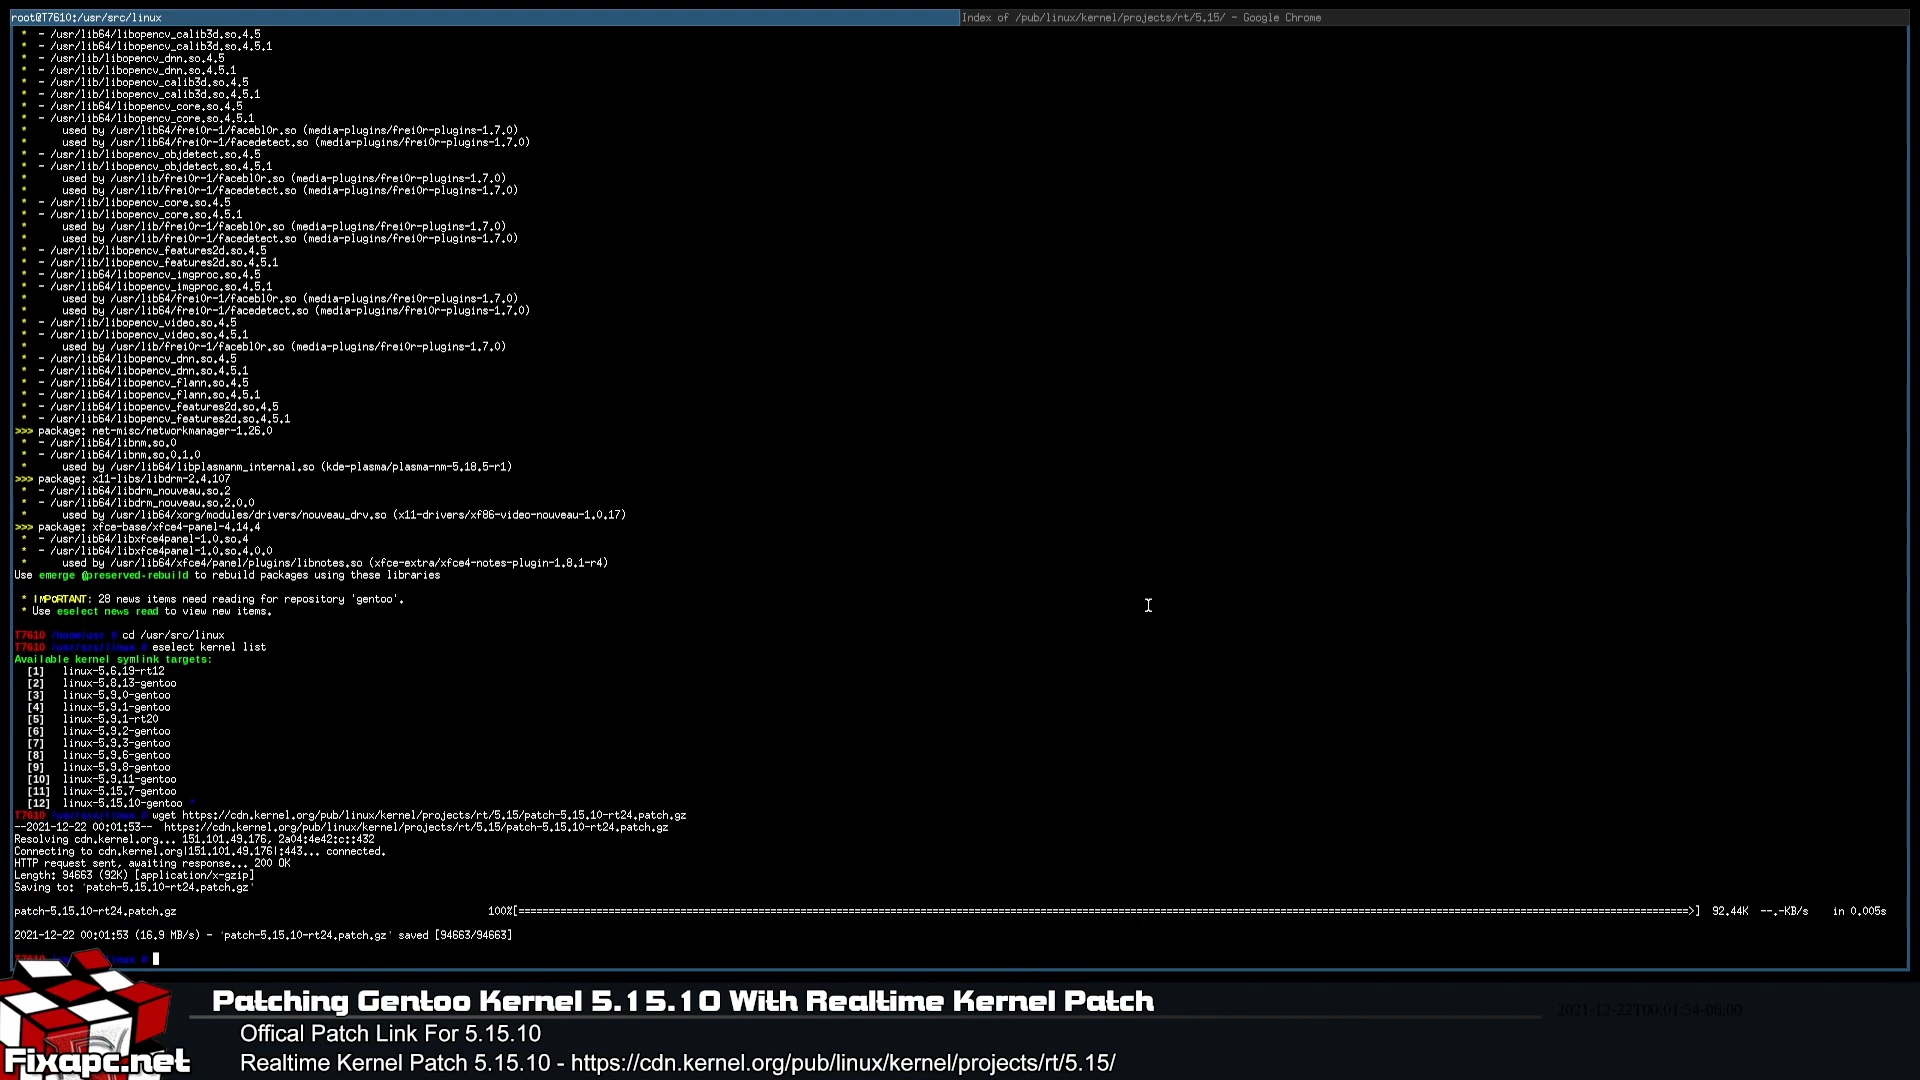 root@T7610:/usr/src/linux
Index of /pub/linux/kernel/projects/rt/5.15/ - Google Chrome
* - /usr/lib64/libopencv_calib3d.so.4.5
* - /usr/lib64/libopencv_calib3d.so.4.5.1
* - /usr/lib/libopencv_dnn.so.4.5
* - /usr/lib/libopencv_dnn.so.4.5.1
* - /usr/lib/libopencv_calib3d.so.4.5
* - /usr/lib/libopencv_calib3d.so.4.5.1
* - /usr/lib64/libopencv_core.so.4.5
* - /usr/lib64/libopencv_core.so.4.5.1
* used by /usr/lib64/frei0r-1/facebl0r.so (media-plugins/frei0r-plugins-1.7.0)
* used by /usr/lib64/frei0r-1/facedetect.so (media-plugins/frei0r-plugins-1.7.0)
* - /usr/lib/libopencv_objdetect.so.4.5
* - /usr/lib/libopencv_objdetect.so.4.5.1
* used by /usr/lib/frei0r-1/facebl0r.so (media-plugins/frei0r-plugins-1.7.0)
* used by /usr/lib/frei0r-1/facedetect.so (media-plugins/frei0r-plugins-1.7.0)
* - /usr/lib/libopencv_core.so.4.5
* - /usr/lib/libopencv_core.so.4.5.1
* used by /usr/lib/frei0r-1/facebl0r.so (media-plugins/frei0r-plugins-1.7.0)
* used by /usr/lib/frei0r-1/facedetect.so (media-plugins/frei0r-plugins-1.7.0)
* - /usr/lib/libopencv_features2d.so.4.5
* - /usr/lib/libopencv_features2d.so.4.5.1
* - /usr/lib64/libopencv_imgproc.so.4.5
* - /usr/lib64/libopencv_imgproc.so.4.5.1
* used by /usr/lib64/frei0r-1/facebl0r.so (media-plugins/frei0r-plugins-1.7.0)
* used by /usr/lib64/frei0r-1/facedetect.so (media-plugins/frei0r-plugins-1.7.0)
* - /usr/lib/libopencv_video.so.4.5
* - /usr/lib/libopencv_video.so.4.5.1
* used by /usr/lib/frei0r-1/facebl0r.so (media-plugins/frei0r-plugins-1.7.0)
* - /usr/lib64/libopencv_dnn.so.4.5
* - /usr/lib64/libopencv_dnn.so.4.5.1
* - /usr/lib64/libopencv_flann.so.4.5
* - /usr/lib64/libopencv_flann.so.4.5.1
* - /usr/lib64/libopencv_features2d.so.4.5
* - /usr/lib64/libopencv_features2d.so.4.5.1
>>> package: net-misc/networkmanager-1.26.0
* - /usr/lib64/libnm.so.0
* - /usr/lib64/libnm.so.0.1.0
* used by /usr/lib64/libplasmanm_internal.so (kde-plasma/plasma-nm-5.18.5-r1)
>>> package: x11-libs/libdrm-2.4.107
* - /usr/lib64/libdrm_nouveau.so.2
* - /usr/lib64/libdrm_nouveau.so.2.0.0
* used by /usr/lib64/xorg/modules/drivers/nouveau_drv.so (x11-drivers/xf86-video-nouveau-1.0.17)
>>> package: xfce-base/xfce4-panel-4.14.4
* - /usr/lib64/libxfce4panel-1.0.so.4
* - /usr/lib64/libxfce4panel-1.0.so.4.0.0
* used by /usr/lib64/xfce4/panel/plugins/libnotes.so (xfce-extra/xfce4-notes-plugin-1.8.1-r4)
Use emerge @preserved-rebuild to rebuild packages using these libraries
* IMPORTANT: 28 news items need reading for repository 'gentoo'.
* Use eselect news read to view new items.
T7610 /home/usr # cd /usr/src/linux
T7610 /usr/src/linux # eselect kernel list
Available kernel symlink targets:
[1] linux-5.6.19-rt12
[2] linux-5.8.13-gentoo
[3] linux-5.9.0-gentoo
[4] linux-5.9.1-gentoo
[5] linux-5.9.1-rt20
[6] linux-5.9.2-gentoo
[7] linux-5.9.3-gentoo
[8] linux-5.9.6-gentoo
[9] linux-5.9.8-gentoo
[10] linux-5.9.11-gentoo
[11] linux-5.15.7-gentoo
[12] linux-5.15.10-gentoo *
T7610 /usr/src/linux # wget https://cdn.kernel.org/pub/linux/kernel/projects/rt/5.15/patch-5.15.10-rt24.patch.gz
--2021-12-22 00:01:53-- https://cdn.kernel.org/pub/linux/kernel/projects/rt/5.15/patch-5.15.10-rt24.patch.gz
Resolving cdn.kernel.org... 151.101.49.176, 2a04:4e42:c::432
Connecting to cdn.kernel.org|151.101.49.176|:443... connected.
HTTP request sent, awaiting response... 200 OK
Length: 94663 (92K) [application/x-gzip]
Saving to: 'patch-5.15.10-rt24.patch.gz'
patch-5.15.10-rt24.patch.gz 100%[=====================================================>] 92.44K --.-KB/s in 0.005s
2021-12-22 00:01:53 (16.9 MB/s) - 'patch-5.15.10-rt24.patch.gz' saved [94663/94663]
Patching Gentoo Kernel 5.15.10 With Realtime Kernel Patch
2021-12-22T00:01:54-06:00
Offical Patch Link For 5.15.10
Fixapc.net
Realtime Kernel Patch 5.15.10 - https://cdn.kernel.org/pub/linux/kernel/projects/rt/5.15/